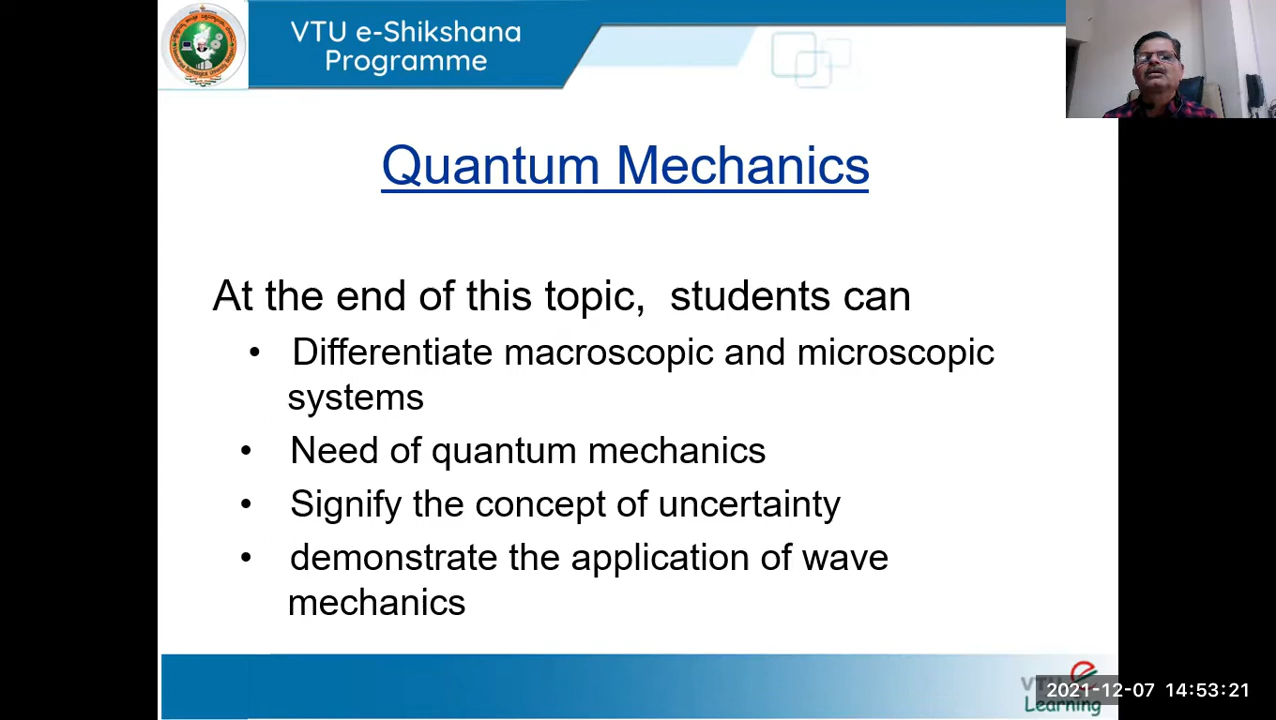 VTU e-Shikshana
Programme
Quantum Mechanics
At the end of this topic,  students can
• Differentiate macroscopic and microscopic
systems
• Need of quantum mechanics
• Signify the concept of uncertainty
• demonstrate the application of wave
mechanics
VTU e
Learning
2021-12-07 14:53:21